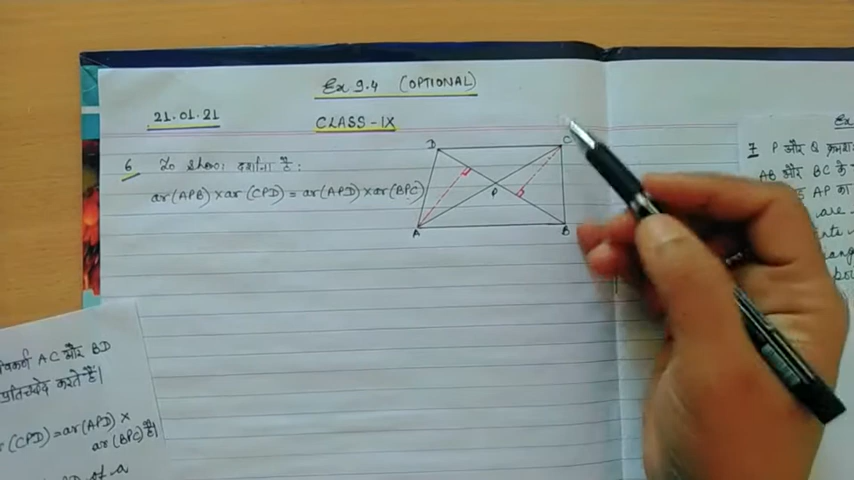 Ex 9.4 (OPTIONAL)
21.01.21
CLASS-IX
6 To show दर्शाना है:
ar(APB) × ar(CPD) = ar(APD) × ar(BPC)
D
C
P
A
B
Ex
7 P और Q
AB और BC के
AP का
are
AC और BD
प्रतिच्छेद करते हैं।
(CPD) = ar(APD) ×
ar(BPC) है।
of a